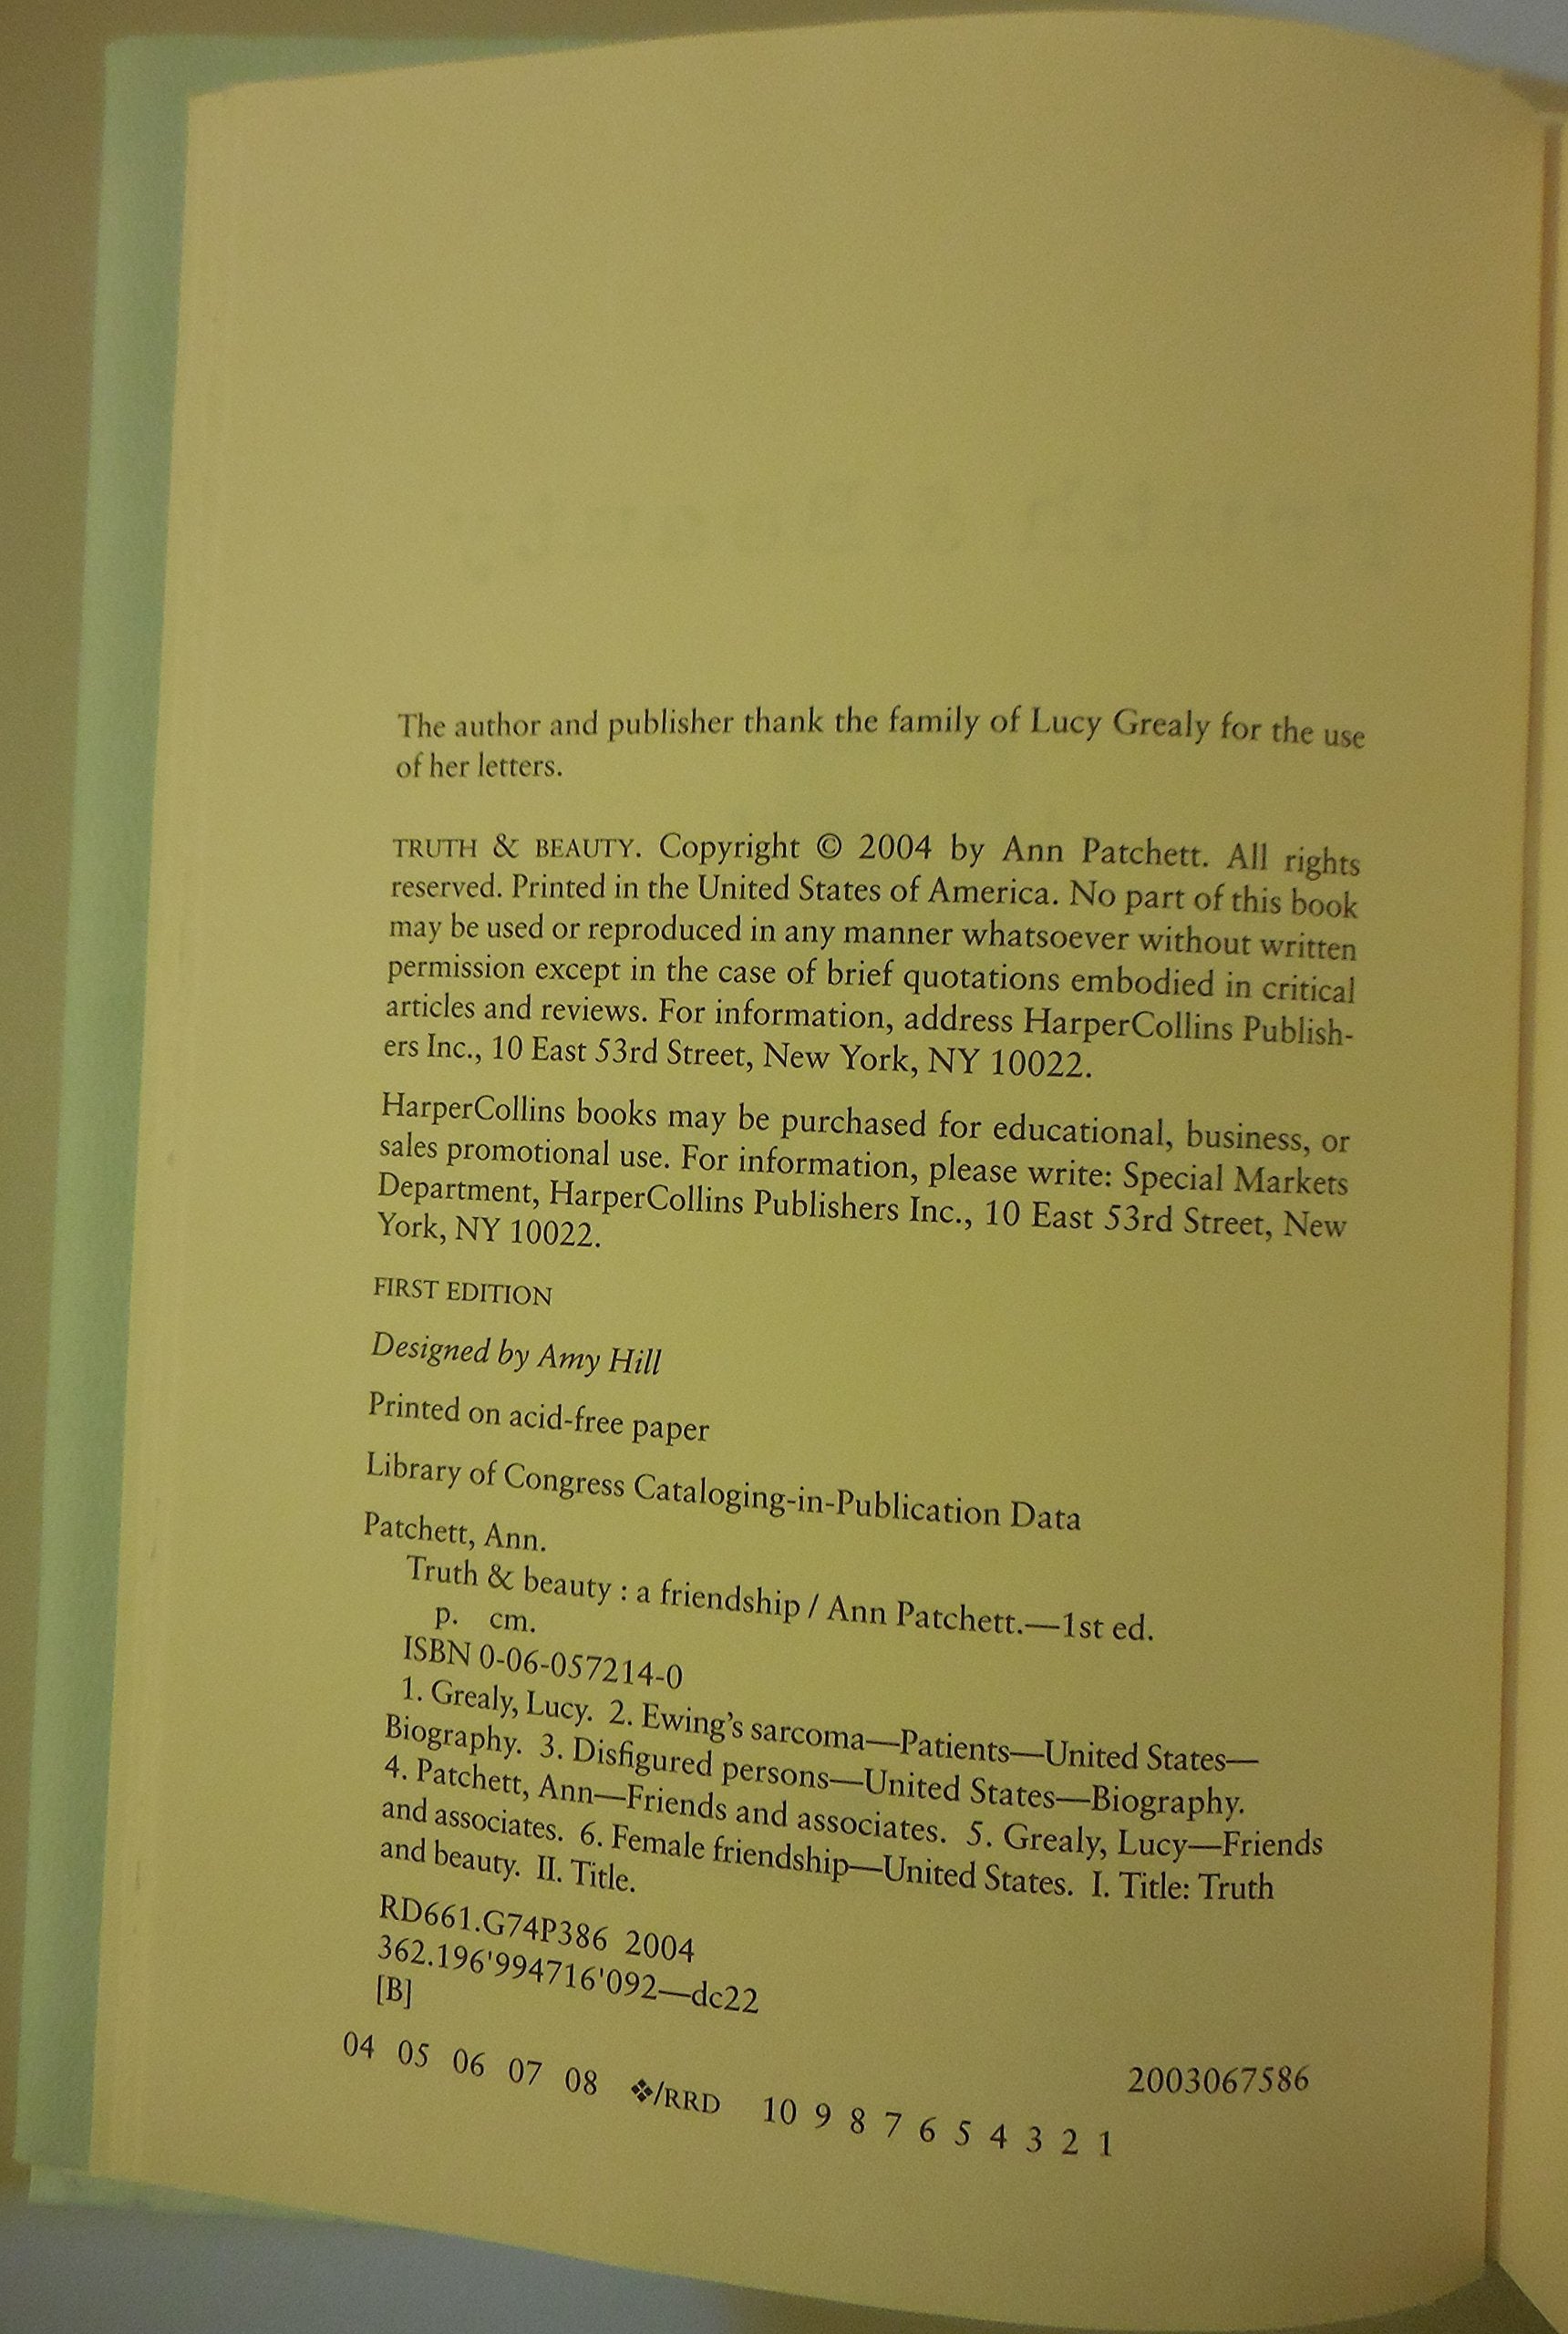 The author and publisher thank the family of Lucy Grealy for the use
of her letters.
TRUTH & BEAUTY. Copyright © 2004 by Ann Patchett. All rights
reserved. Printed in the United States of America. No part of this book
may be used or reproduced in any manner whatsoever without written
permission except in the case of brief quotations embodied in critical
articles and reviews. For information, address HarperCollins Publish-
ers Inc., 10 East 53rd Street, New York, NY 10022.
HarperCollins books may be purchased for educational, business, or
sales promotional use. For information, please write: Special Markets
Department, HarperCollins Publishers Inc., 10 East 53rd Street, New
York, NY 10022.
FIRST EDITION
Designed by Amy Hill
Printed on acid-free paper
Library of Congress Cataloging-in-Publication Data
Patchett, Ann.
Truth & beauty : a friendship / Ann Patchett.—1st ed.
p. cm.
ISBN 0-06-057214-0
1. Grealy, Lucy. 2. Ewing's sarcoma—Patients—United States—
Biography. 3. Disfigured persons—United States—Biography.
4. Patchett, Ann—Friends and associates. 5. Grealy, Lucy—Friends
and associates. 6. Female friendship—United States. I. Title: Truth
and beauty. II. Title.
RD661.G74P386 2004
362.196'994716'092—dc22
[B]
2003067586
04 05 06 07 08 ❖/RRD 10 9 8 7 6 5 4 3 2 1